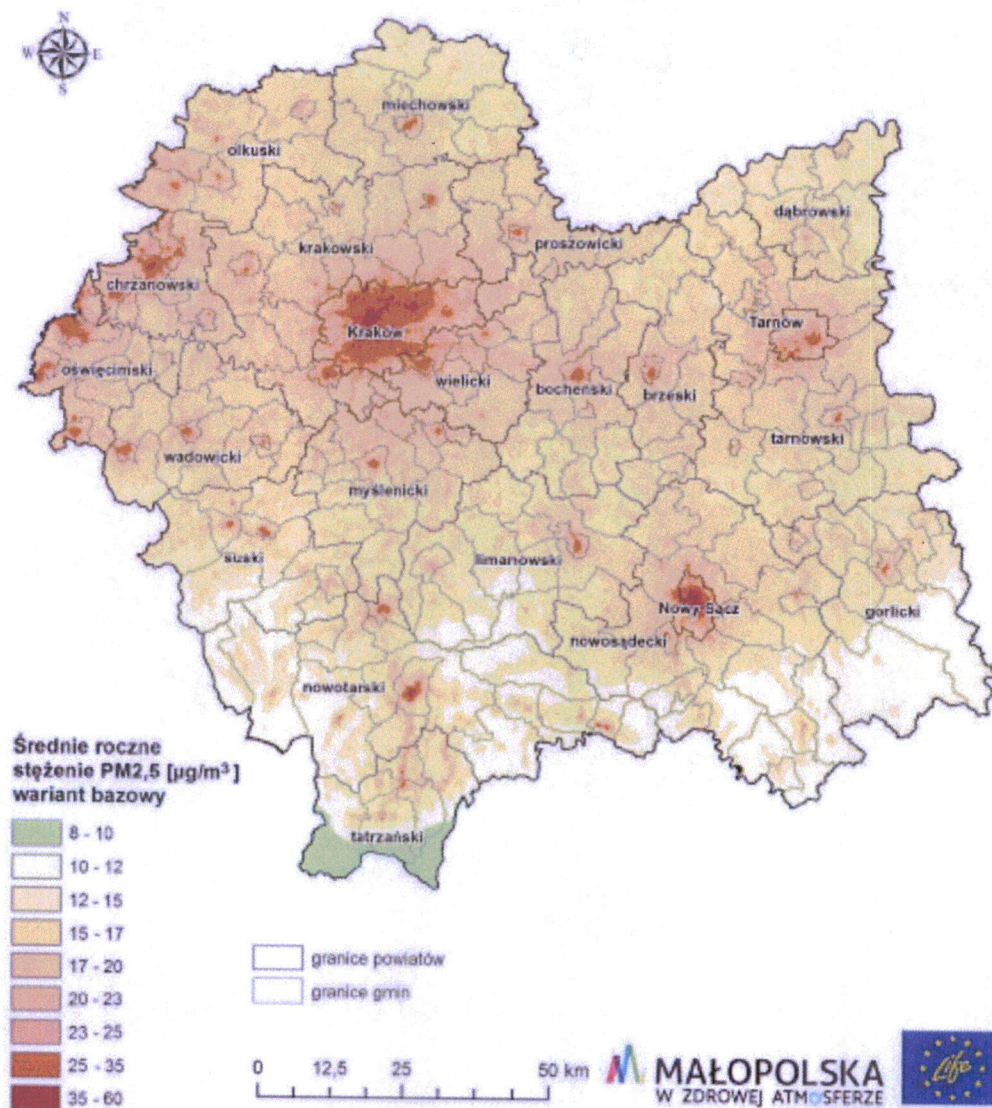 N
W E
S
miechowski
olkuski
dąbrowski
krakowski
proszowicki
chrzanowski
Kraków
Tarnów
oświęcimski
wielicki
bocheński
brzeski
tarnowski
wadowicki
myślenicki
suski
limanowski
Nowy Sącz
gorlicki
nowosądecki
nowotarski
tatrzański
Średnie roczne
stężenie PM2,5 [µg/m³]
wariant bazowy
8 - 10
10 - 12
12 - 15
15 - 17
17 - 20
20 - 23
23 - 25
25 - 35
35 - 60
granice powiatów
granice gmin
0 12,5 25 50 km
MAŁOPOLSKA
W ZDROWEJ ATMOSFERZE
Life